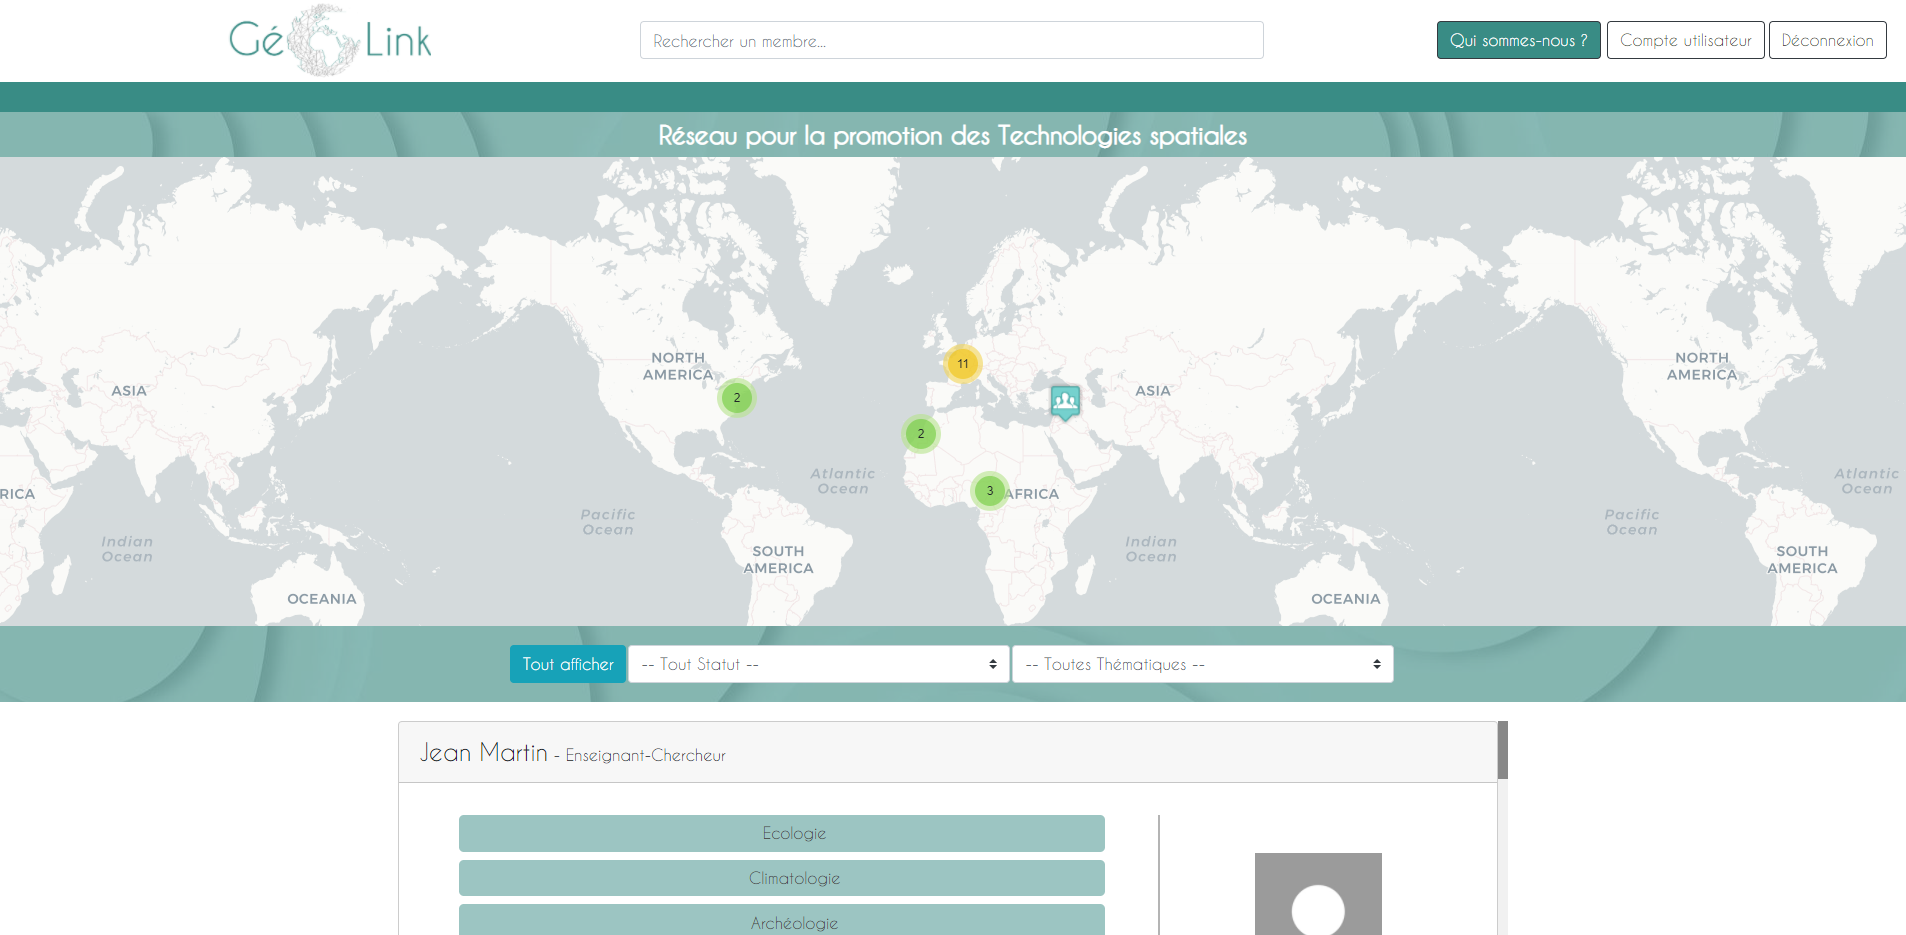 Géo Link
Rechercher un membre...
Qui sommes-nous ?
Compte utilisateur
Déconnexion
Réseau pour la promotion des Technologies spatiales
NORTH
AMERICA
11
NORTH
AMERICA
ASIA
2
ASIA
2
Atlantic
Ocean
Atlantic
Ocean
RICA
3
AFRICA
Pacific
Ocean
Pacific
Ocean
Indian
Ocean
Indian
Ocean
SOUTH
AMERICA
SOUTH
AMERICA
OCEANIA
OCEANIA
Tout afficher
-- Tout Statut --
-- Toutes Thématiques --
Jean Martin - Enseignant-Chercheur
Ecologie
Climatologie
Archéologie